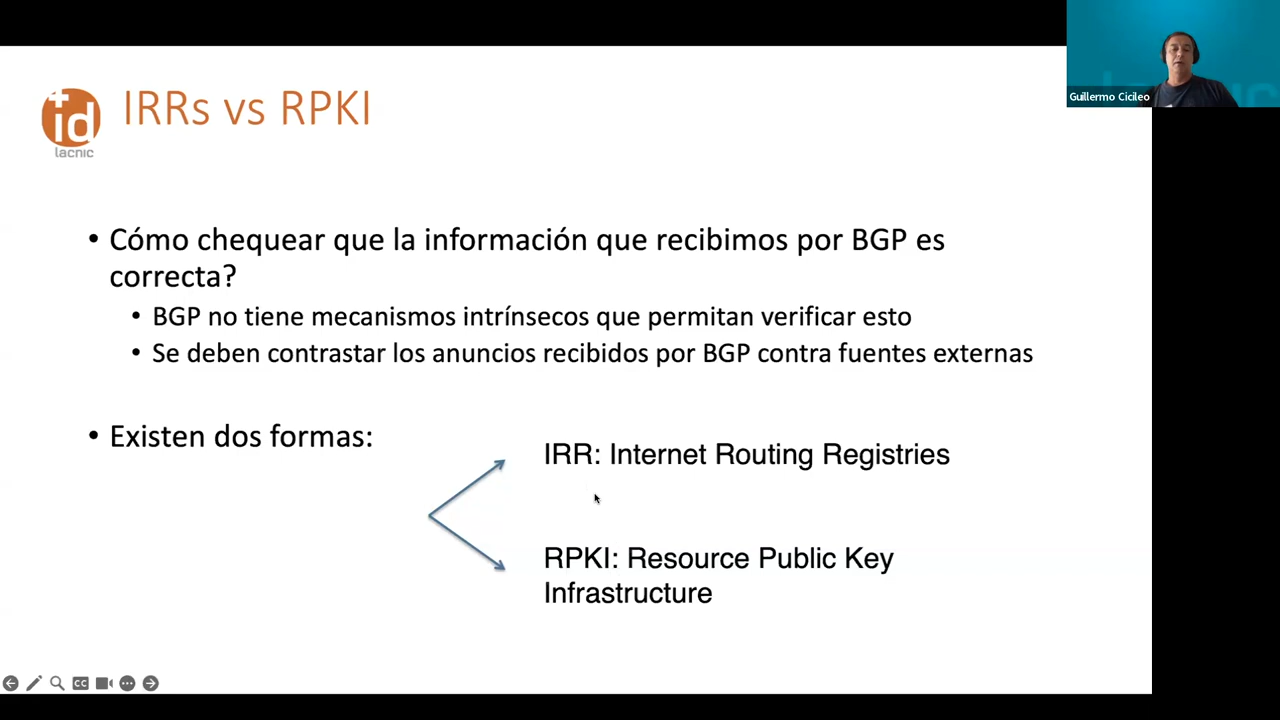 id
lacnic
IRRs vs RPKI
Guillermo Cicileo
• Cómo chequear que la información que recibimos por BGP es
correcta?
• BGP no tiene mecanismos intrínsecos que permitan verificar esto
• Se deben contrastar los anuncios recibidos por BGP contra fuentes externas
• Existen dos formas:
IRR: Internet Routing Registries
RPKI: Resource Public Key
Infrastructure
CC